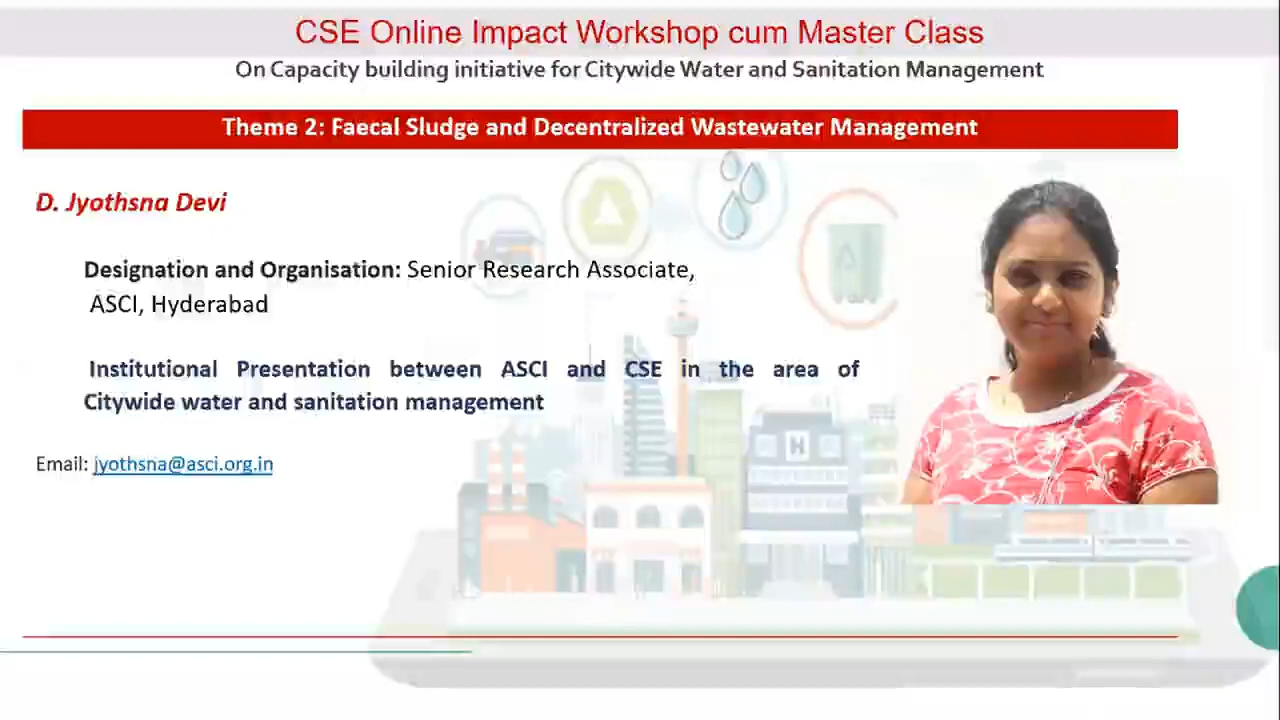 CSE Online Impact Workshop cum Master Class
On Capacity building initiative for Citywide Water and Sanitation Management
Theme 2: Faecal Sludge and Decentralized Wastewater Management
D. Jyothsna Devi
Designation and Organisation: Senior Research Associate,
ASCI, Hyderabad
Institutional Presentation between ASCI and CSE in the area of
Citywide water and sanitation management
Email: jyothsna@asci.org.in
H